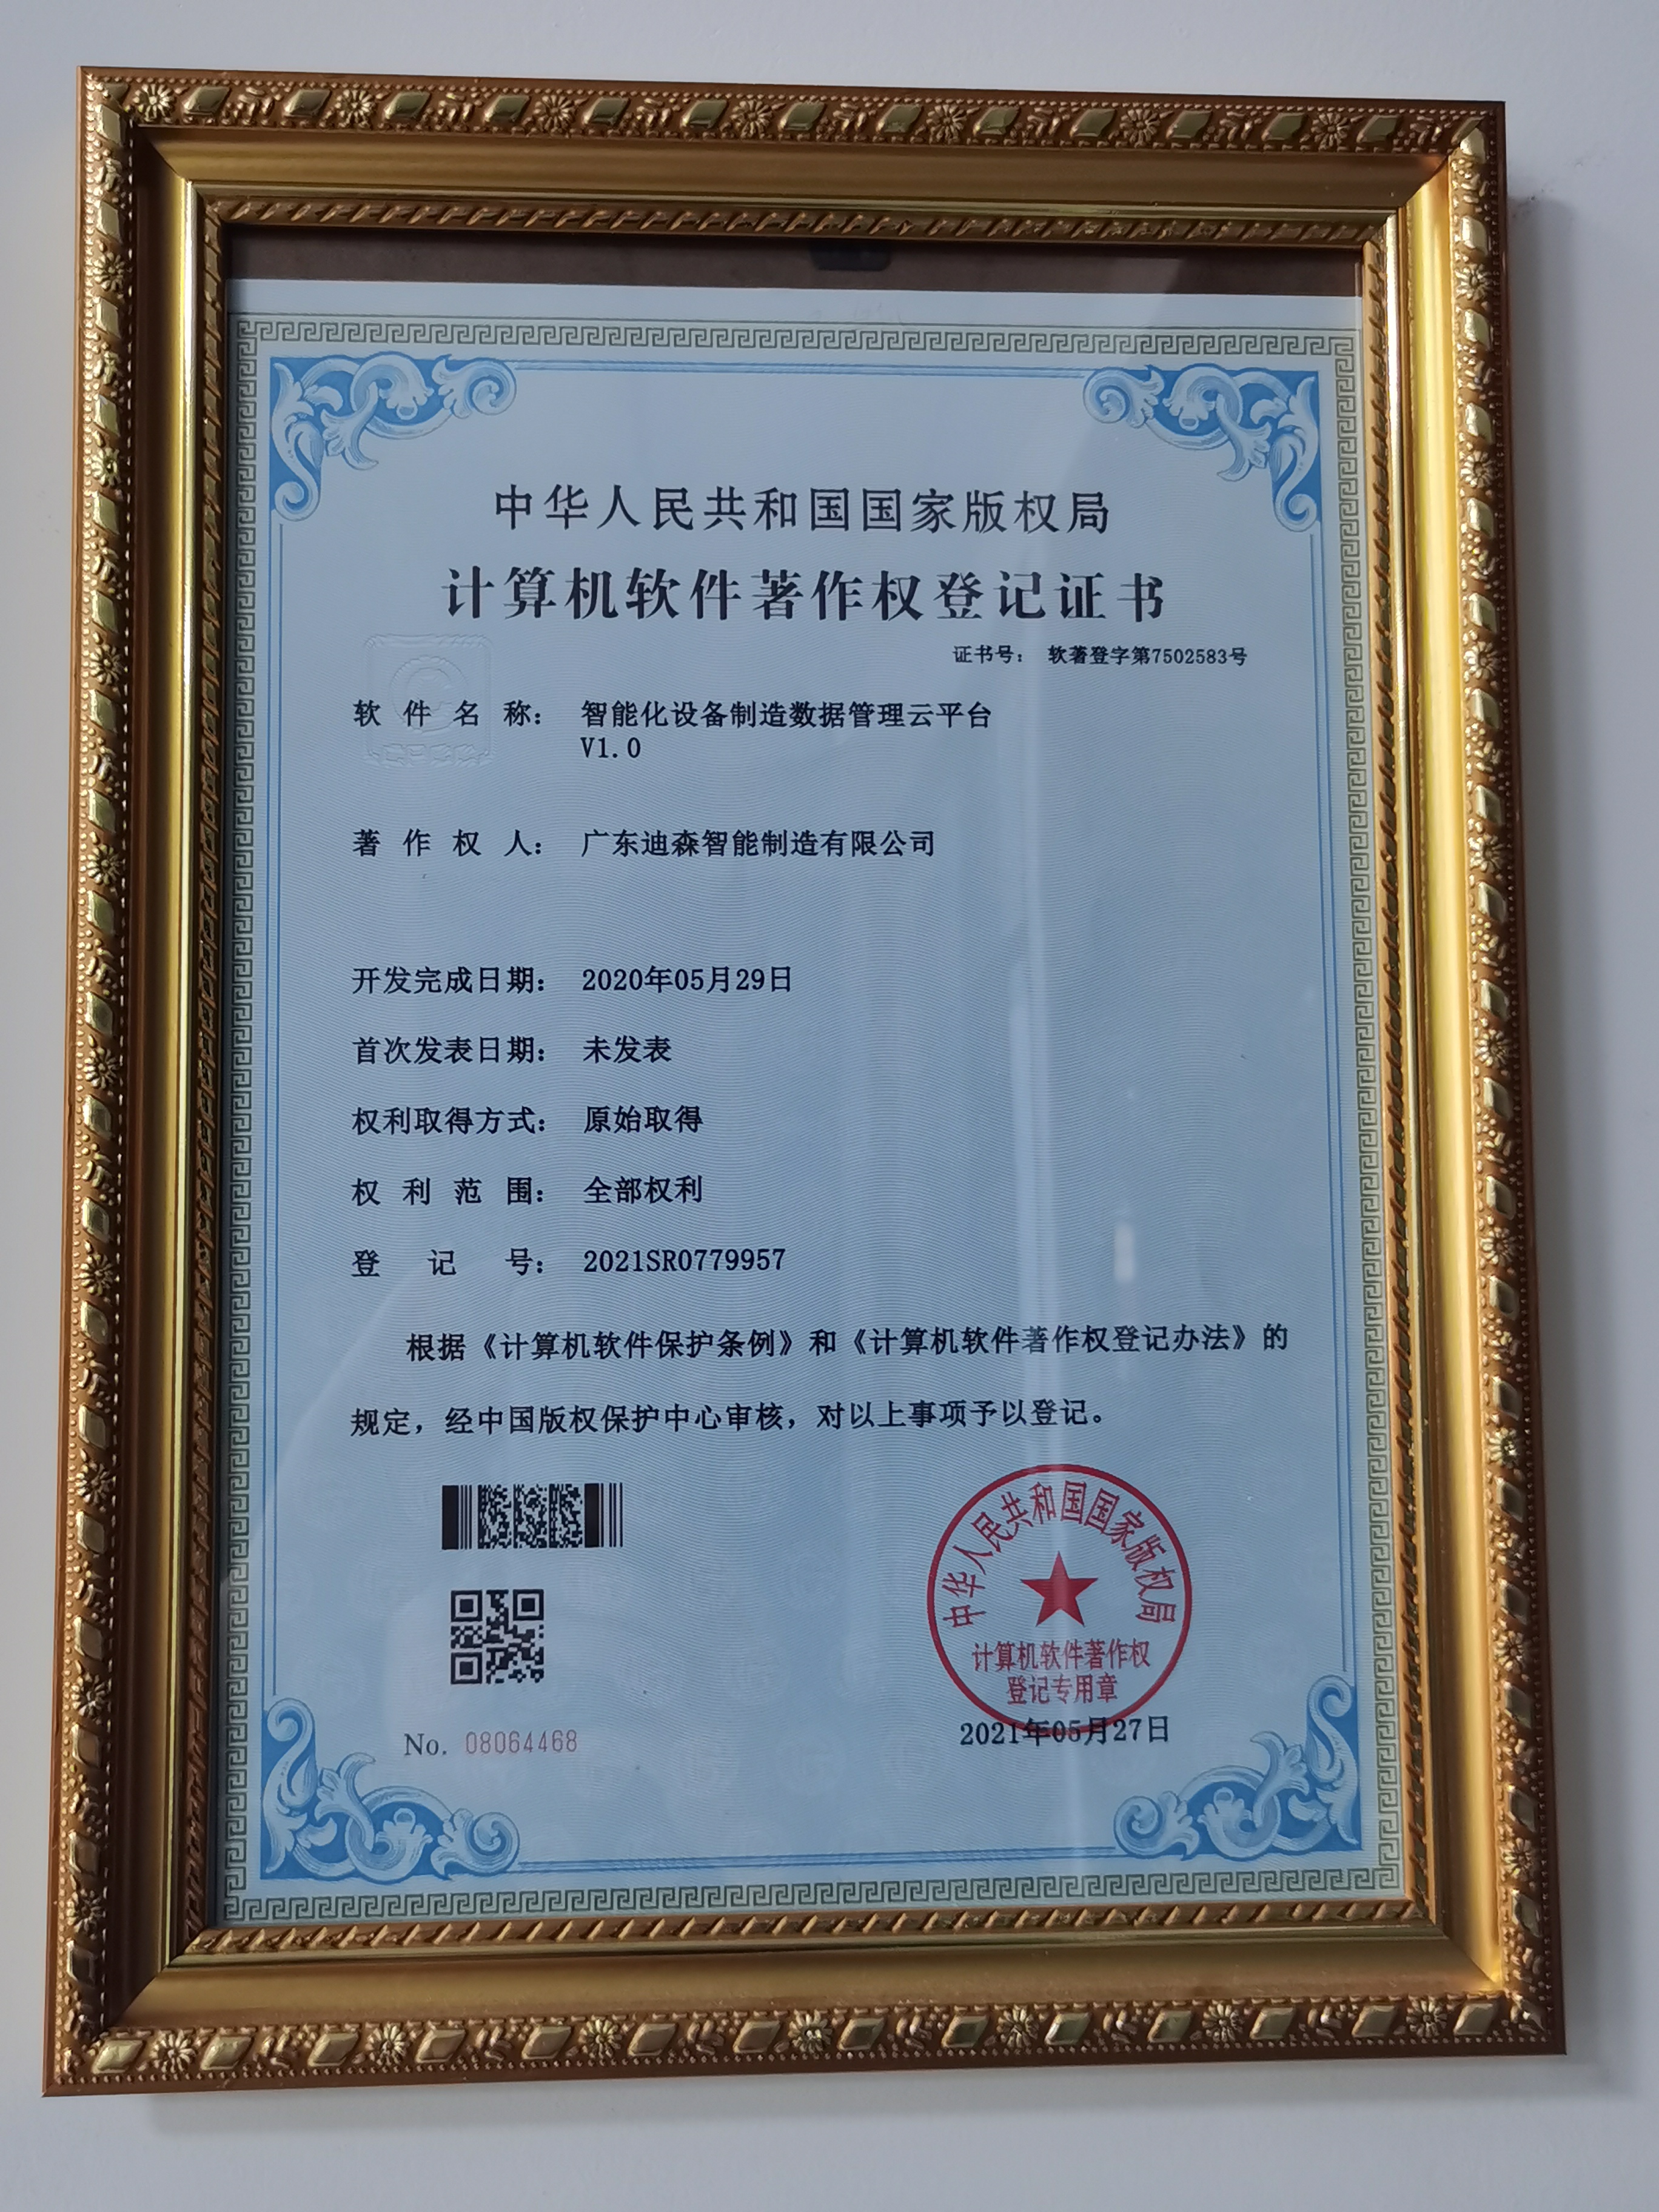 中华人民共和国国家版权局
计算机软件著作权登记证书
证书号： 软著登字第7502583号
软件名称： 智能化设备制造数据管理云平台
V1.0
著作权人： 广东迪森智能制造有限公司
开发完成日期： 2020年05月29日
首次发表日期： 未发表
权利取得方式： 原始取得
权利范围： 全部权利
登记号： 2021SR0779957
根据《计算机软件保护条例》和《计算机软件著作权登记办法》的
规定，经中国版权保护中心审核，对以上事项予以登记。
中华人民共和国国家版权局
计算机软件著作权
登记专用章
No. 08064468
2021年05月27日